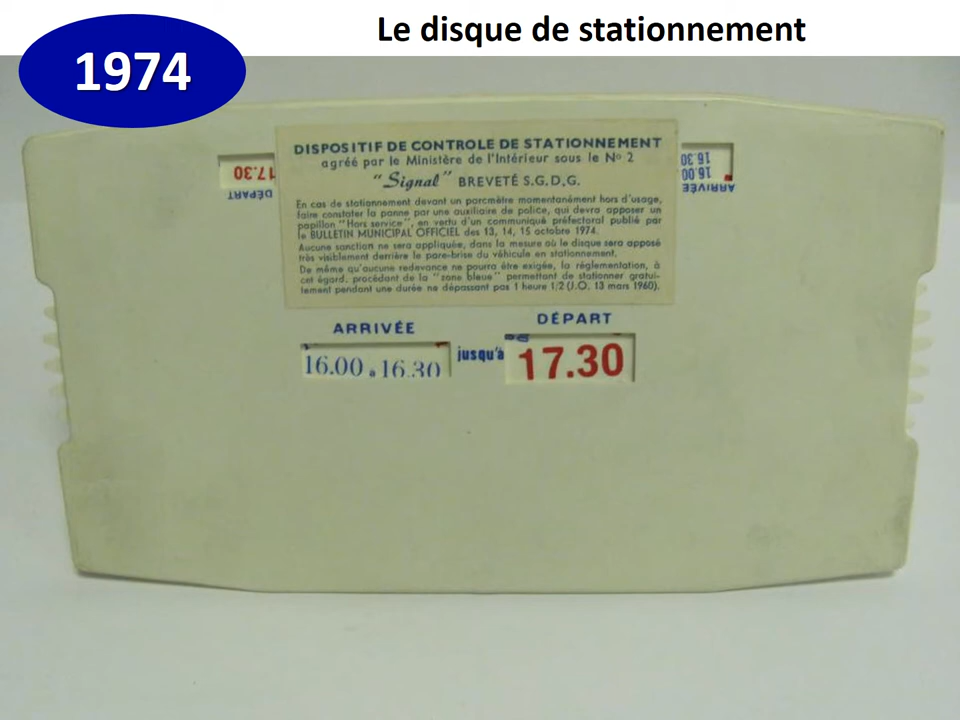 Le disque de stationnement
1974
DISPOSITIF DE CONTROLE DE STATIONNEMENT
agréé par le Ministère de l'Intérieur sous le Nº 2
"Signal" BREVETÉ S.G.D.G.
En cas de stationnement devant un parcmètre momentanément hors d'usage,
faire constater la panne par une auxiliaire de police, qui devra apposer un
papillon "Hors service", en vertu d'un communiqué préfectoral publié par
le BULLETIN MUNICIPAL OFFICIEL des 13, 14, 15 octobre 1974.
Aucune sanction ne sera appliquée, dans la mesure où le disque sera apposé
très visiblement derrière le pare-brise du véhicule en stationnement.
De même qu'aucune redevance ne pourra être exigée, la réglementation, à
cet égard, procédant de la "zone bleue" permettant de stationner gratui-
tement pendant une durée ne dépassant pas 1 heure 1/2 (J.O. 13 mars 1960).
17.30
DÉPART
16.30
16.00
ARRIVÉE
ARRIVÉE
DÉPART
16.00 à 16.30 jusqu'à 17.30